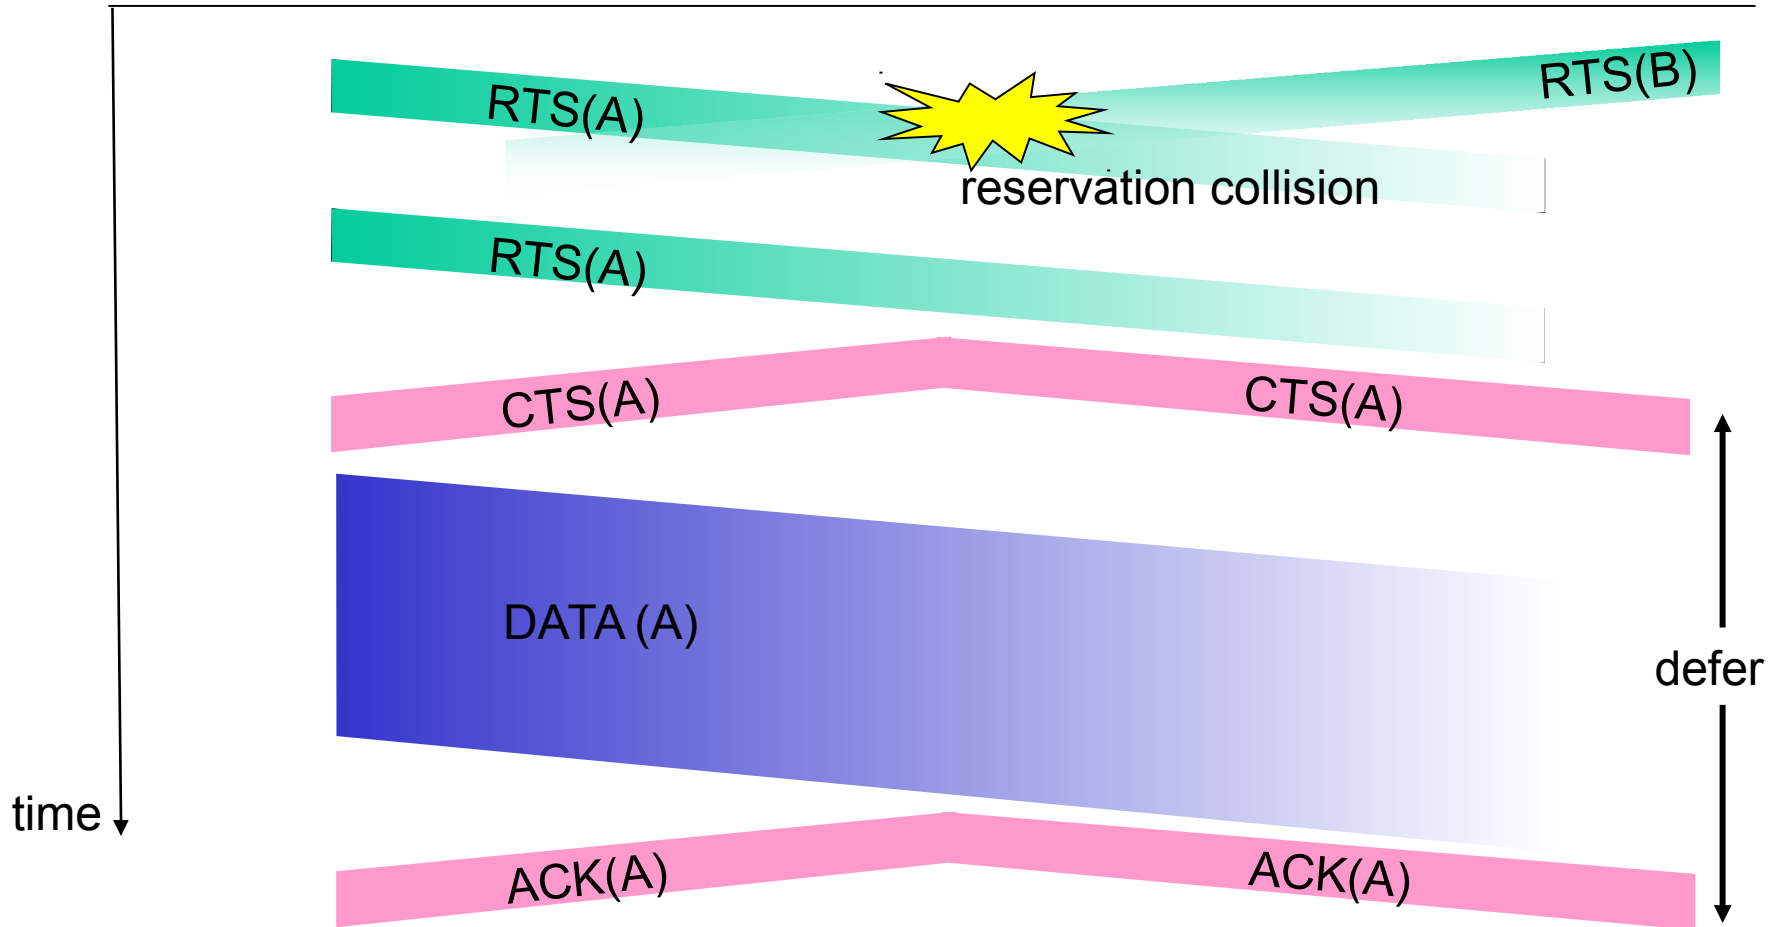 RTS(B)
RTS(A)
reservation collision
RTS(A)
CTS(A)
CTS(A)
DATA (A)
defer
time
ACK(A)
ACK(A)